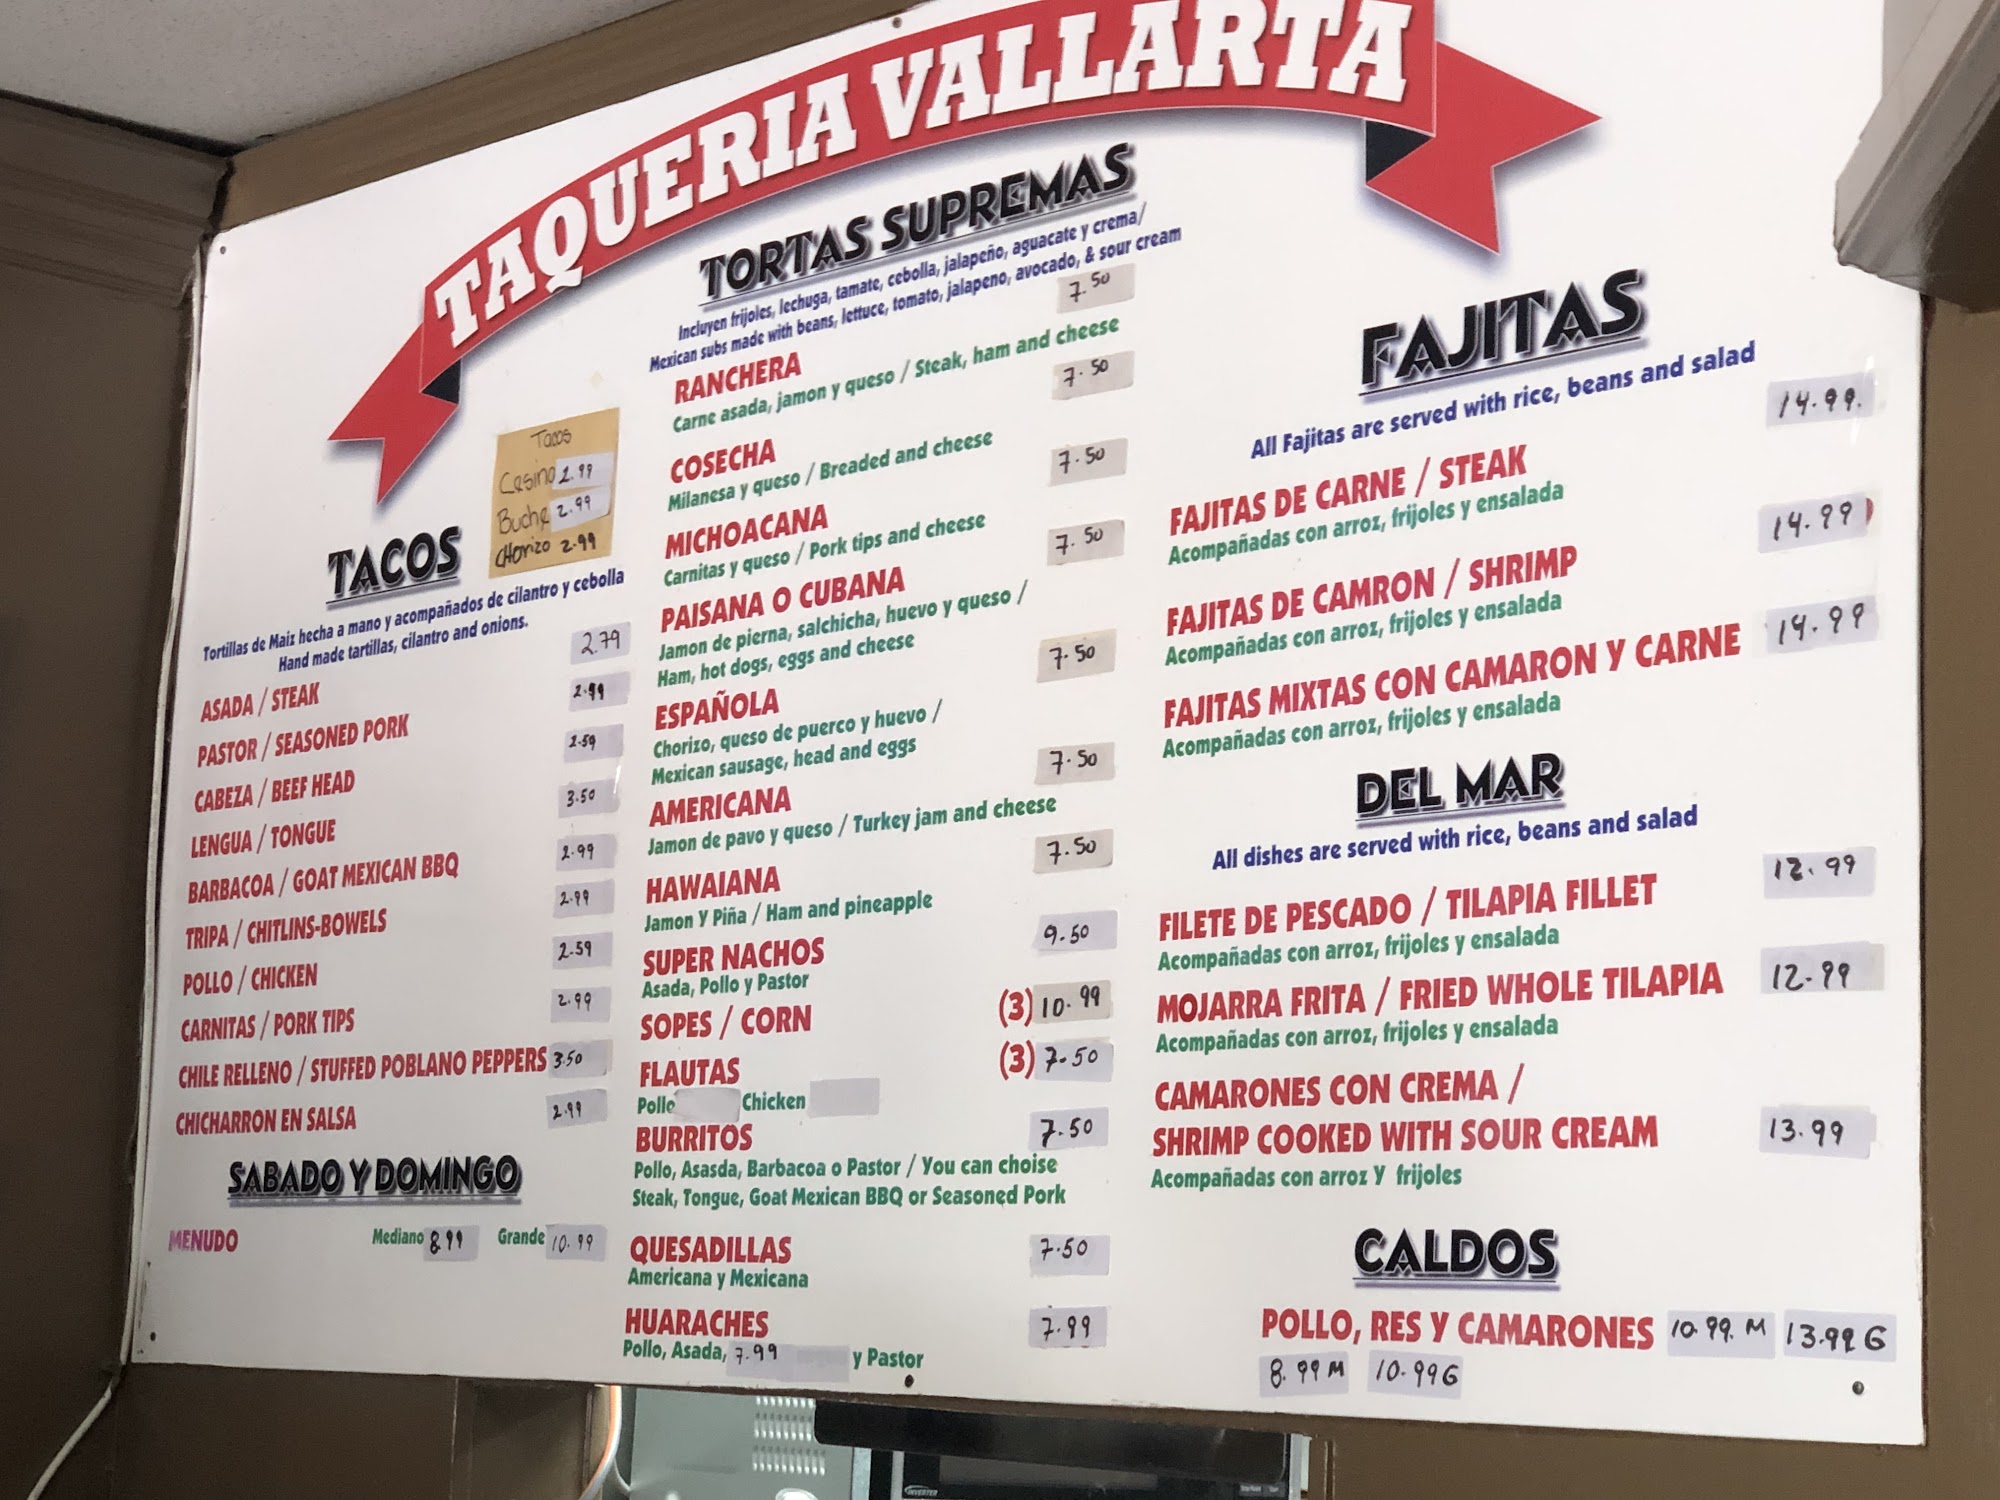 TAQUERIA VALLARTA
Tacos
Cesina 2.99
Buche 2.99
CHorizo 2.99
TACOS
Tortillas de Maiz hecha a mano y acompañados de cilantro y cebolla
Hand made tartillas, cilantro and onions.
ASADA / STEAK 2.79
PASTOR / SEASONED PORK 2.99
CABEZA / BEEF HEAD 2.59
LENGUA / TONGUE 3.50
BARBACOA / GOAT MEXICAN BBQ 2.99
TRIPA / CHITLINS-BOWELS 2.99
POLLO / CHICKEN 2.59
CARNITAS / PORK TIPS 2.99
CHILE RELLENO / STUFFED POBLANO PEPPERS 3.50
CHICHARRON EN SALSA 2.99
SABADO Y DOMINGO
MENUDO Mediano 8.99 Grande 10.99
TORTAS SUPREMAS
Incluyen frijoles, lechuga, tamate, cebolla, jalapeño, aguacate y crema/
Mexican subs made with beans, lettuce, tomato, jalapeno, avocado, & sour cream
RANCHERA 7.50
Carne asada, jamon y queso / Steak, ham and cheese
COSECHA 7.50
Milanesa y queso / Breaded and cheese
MICHOACANA 7.50
Carnitas y queso / Pork tips and cheese
PAISANA O CUBANA 7.50
Jamon de pierna, salchicha, huevo y queso /
Ham, hot dogs, eggs and cheese
ESPAÑOLA 7.50
Chorizo, queso de puerco y huevo /
Mexican sausage, head and eggs
AMERICANA 7.50
Jamon de pavo y queso / Turkey jam and cheese
HAWAIANA 7.50
Jamon Y Piña / Ham and pineapple
SUPER NACHOS 9.50
Asada, Pollo y Pastor
SOPES / CORN (3) 10.99
FLAUTAS (3) 7.50
Pollo Chicken
BURRITOS 7.50
Pollo, Asasda, Barbacoa o Pastor / You can choise
Steak, Tongue, Goat Mexican BBQ or Seasoned Pork
QUESADILLAS 7.50
Americana y Mexicana
HUARACHES 7.99
Pollo, Asada, 7.99 y Pastor
FAJITAS
All Fajitas are served with rice, beans and salad
FAJITAS DE CARNE / STEAK 14.99.
Acompañadas con arroz, frijoles y ensalada
FAJITAS DE CAMRON / SHRIMP 14.99
Acompañadas con arroz, frijoles y ensalada
FAJITAS MIXTAS CON CAMARON Y CARNE 14.99
Acompañadas con arroz, frijoles y ensalada
DEL MAR
All dishes are served with rice, beans and salad
FILETE DE PESCADO / TILAPIA FILLET 12.99
Acompañadas con arroz, frijoles y ensalada
MOJARRA FRITA / FRIED WHOLE TILAPIA 12.99
Acompañadas con arroz, frijoles y ensalada
CAMARONES CON CREMA /
SHRIMP COOKED WITH SOUR CREAM 13.99
Acompañadas con arroz Y frijoles
CALDOS
POLLO, RES Y CAMARONES 10.99. M 13.99 G
8.99 M 10.99 G
INVERTER